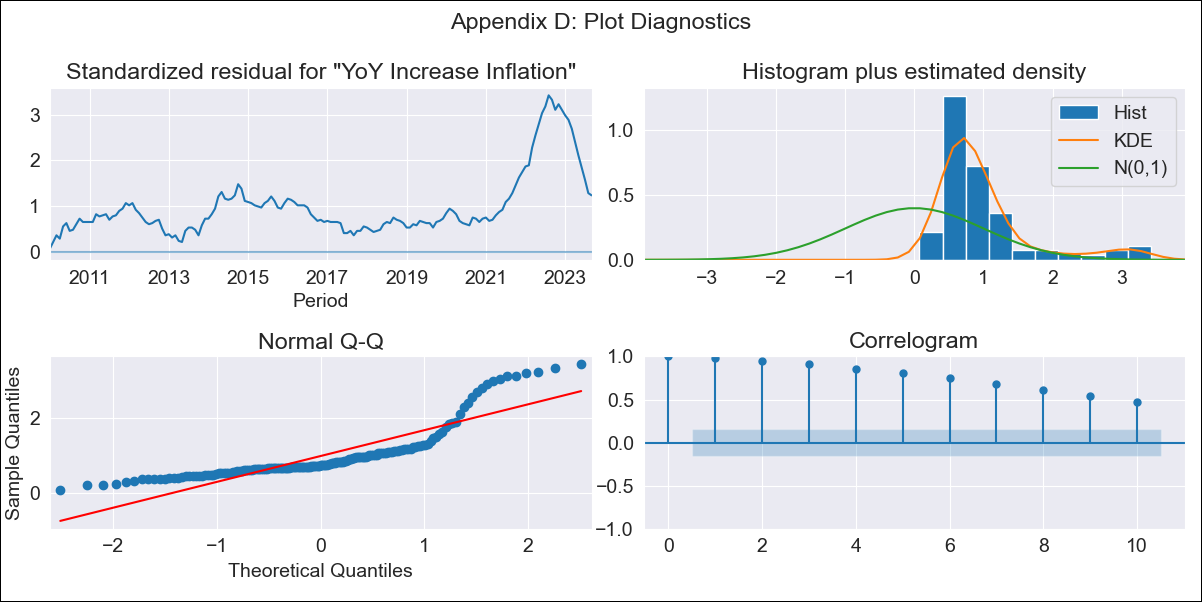 Appendix D: Plot Diagnostics
Standardized residual for "YoY Increase Inflation"
3
2
1
0
2011 2013 2015 2017 2019 2021 2023
Period
Histogram plus estimated density
1.0
0.5
0.0
−3 −2 −1 0 1 2 3
Hist
KDE
N(0,1)
Normal Q-Q
Sample Quantiles
2
0
−2 −1 0 1 2
Theoretical Quantiles
Correlogram
1.0
0.5
0.0
−0.5
−1.0
0 2 4 6 8 10